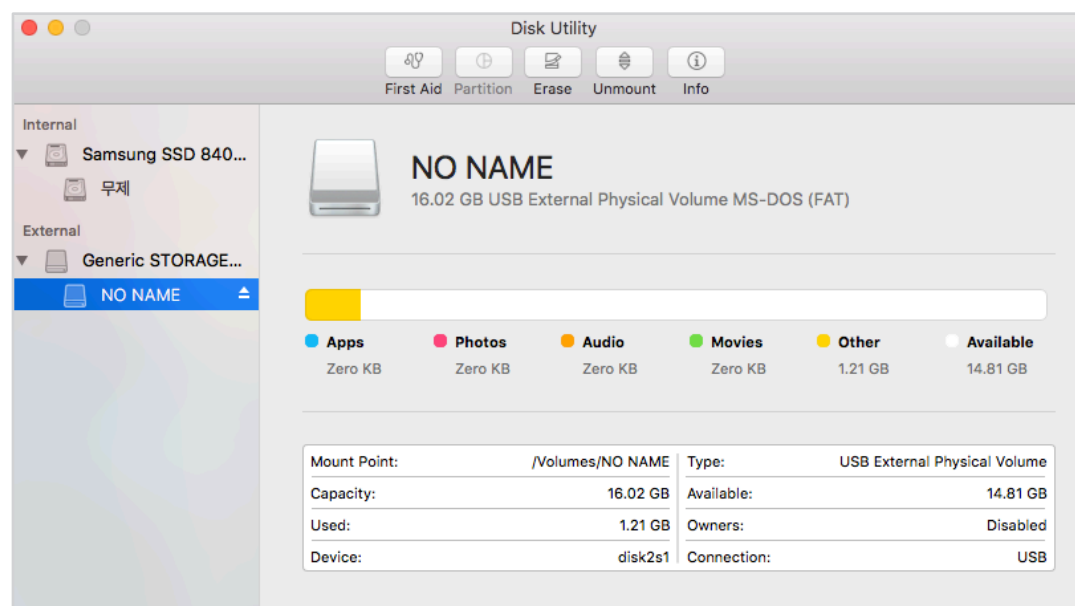 Disk Utility
First Aid Partition Erase Unmount Info
Internal
Samsung SSD 840...
무제
External
Generic STORAGE...
NO NAME
NO NAME
16.02 GB USB External Physical Volume MS-DOS (FAT)
Apps Photos Audio Movies Other Available
Zero KB Zero KB Zero KB Zero KB 1.21 GB 14.81 GB
Mount Point: /Volumes/NO NAME Type: USB External Physical Volume
Capacity: 16.02 GB Available: 14.81 GB
Used: 1.21 GB Owners: Disabled
Device: disk2s1 Connection: USB